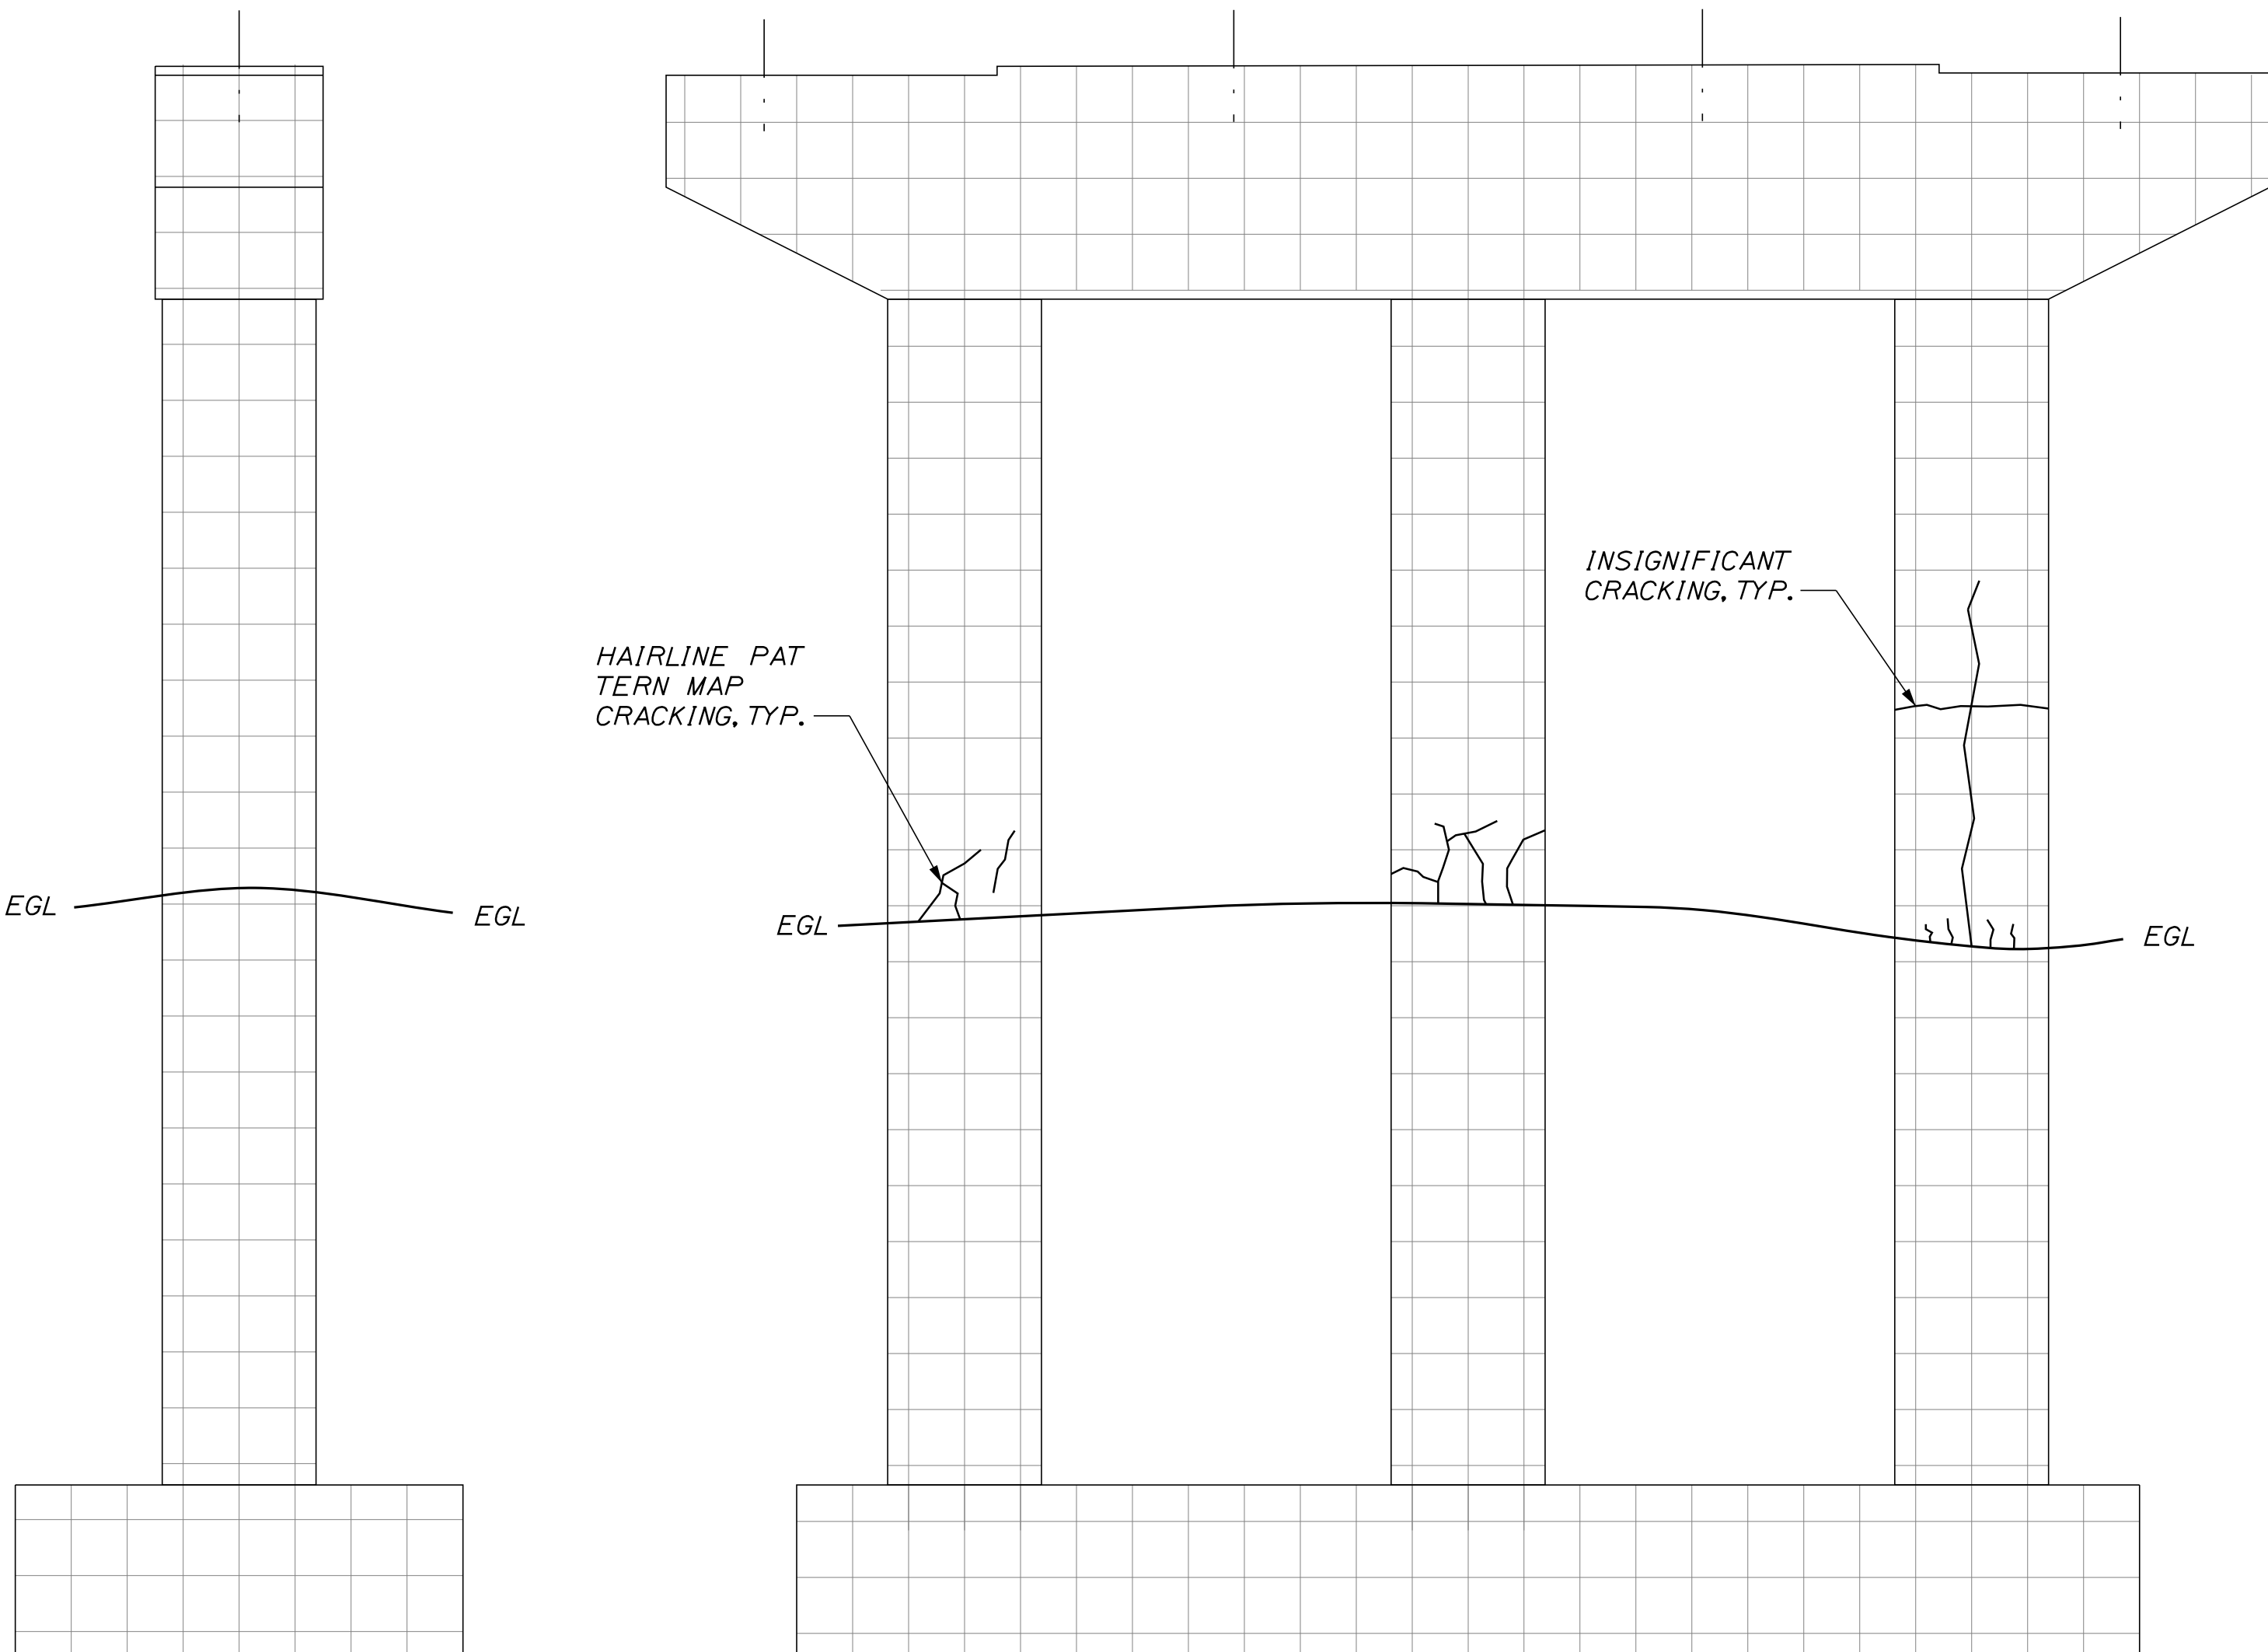 INSIGNIFICANT
CRACKING, TYP.
HAIRLINE PAT
TERN MAP
CRACKING, TYP.
EGL
EGL
EGL
EGL